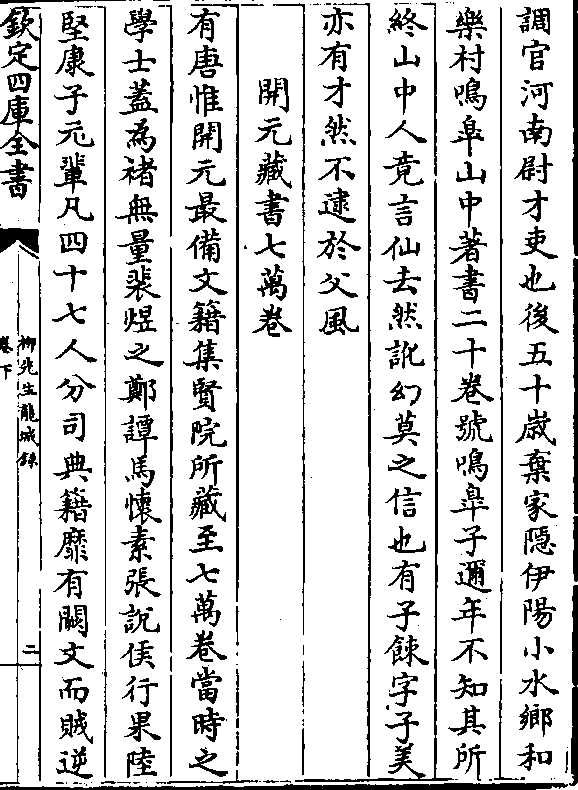 調官河南尉才吏也後五十歲棄家隱伊陽小水鄉和
樂村鳴臯山中著書二十卷號鳴臯子邇年不知其所
終山中人竟言仙去然訛幻莫之信也有子餗字子美
亦有才然不逮於父風
開元藏書七萬卷
有唐惟開元最備文籍集賢院所藏至七萬卷當時之
學士蓋為褚無量裴煜之鄭譚馬懷素張說侯行果陸
堅康子元輩凡四十七人分司典籍靡有闕文而賊逆
欽定四庫全書
柳先生龍城錄
卷下
二